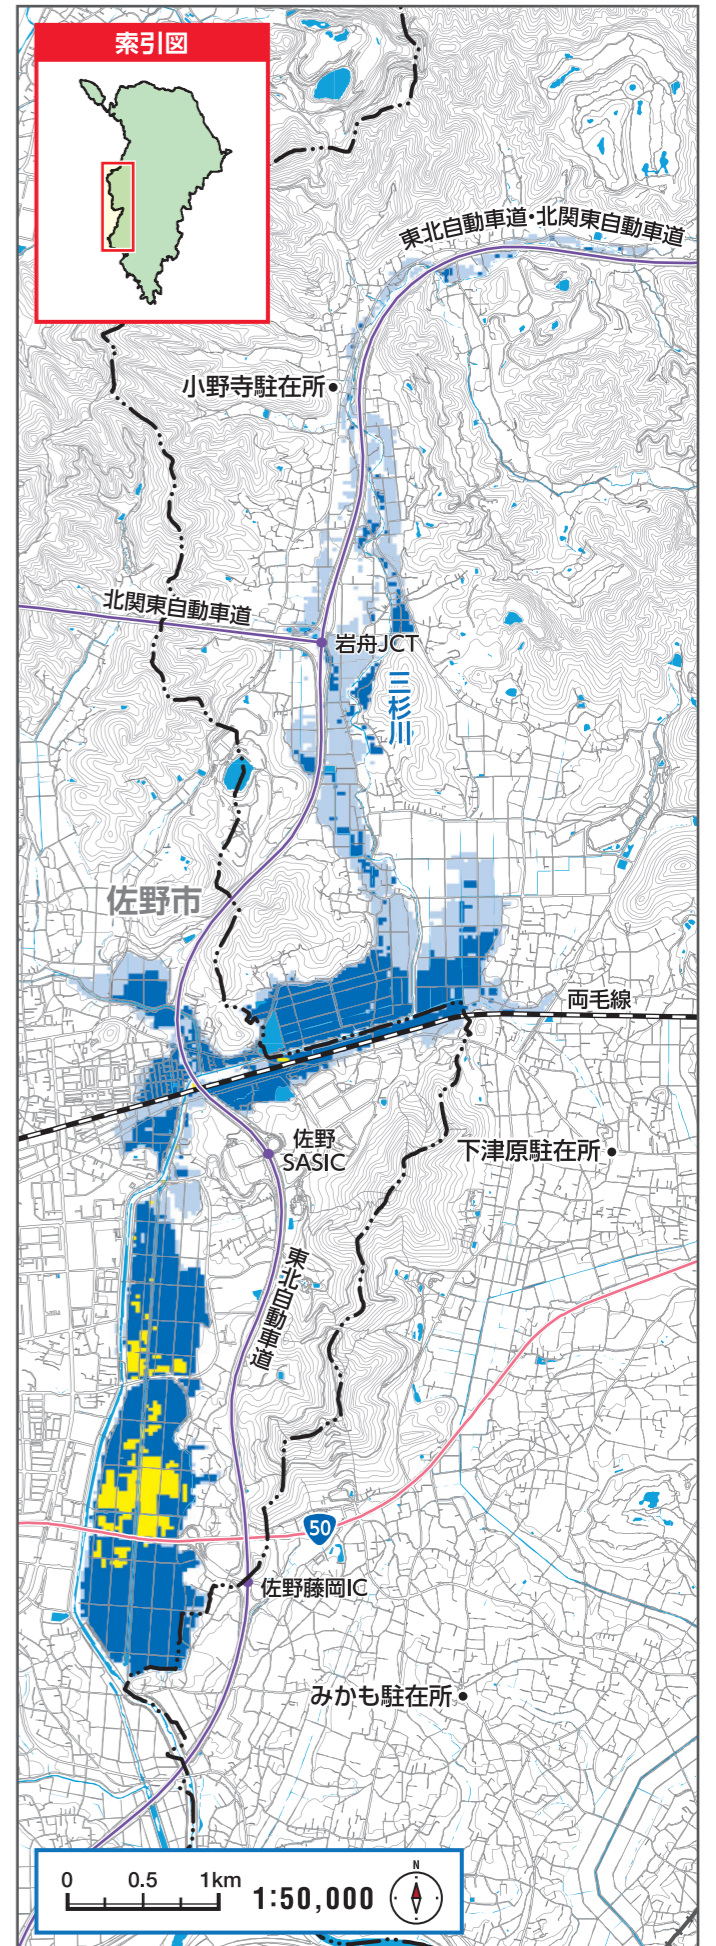 索引図
東北自動車道・北関東自動車道
小野寺駐在所
北関東自動車道
岩舟JCT
三杉川
佐野市
両毛線
佐野
SASIC
下津原駐在所
東北自動車道
50
佐野藤岡IC
みかも駐在所
0 0.5 1km
1:50,000
N